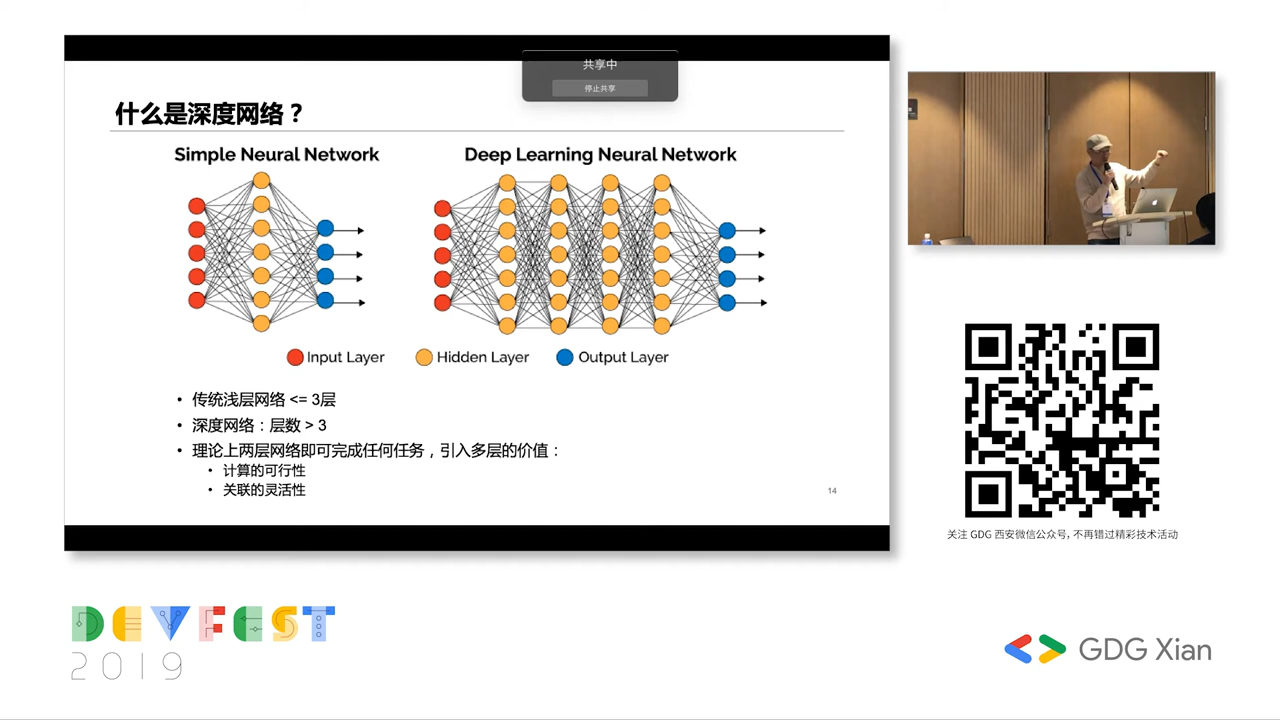 共享中
停止共享
什么是深度网络？
Simple Neural Network
Deep Learning Neural Network
Input Layer
Hidden Layer
Output Layer
• 传统浅层网络 <= 3层
• 深度网络：层数 > 3
• 理论上两层网络即可完成任何任务，引入多层的价值：
• 计算的可行性
• 关联的灵活性
14
关注 GDG 西安微信公众号, 不再错过精彩技术活动
DEVFEST
2019
GDG Xian